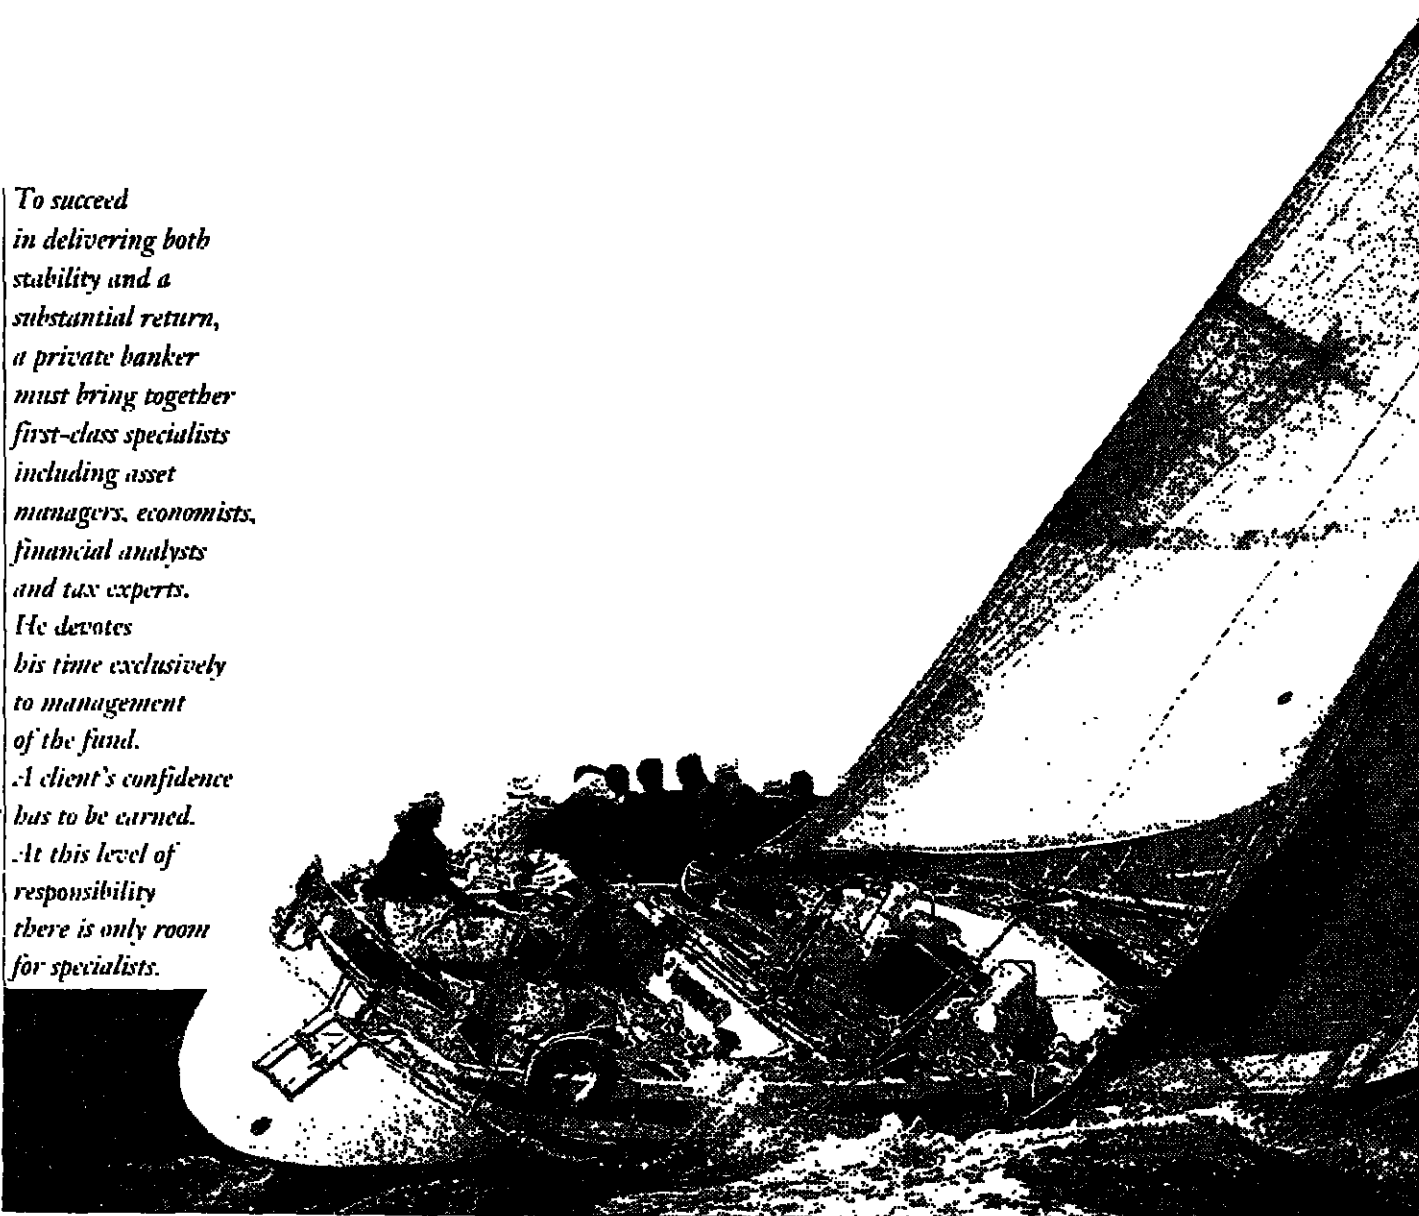 To succeed
in delivering both
stability and a
substantial return,
a private banker
must bring together
first-class specialists
including asset
managers, economists,
financial analysts
and tax experts.
He devotes
his time exclusively
to management
of the fund.
A client's confidence
has to be earned.
At this level of
responsibility
there is only room
for specialists.